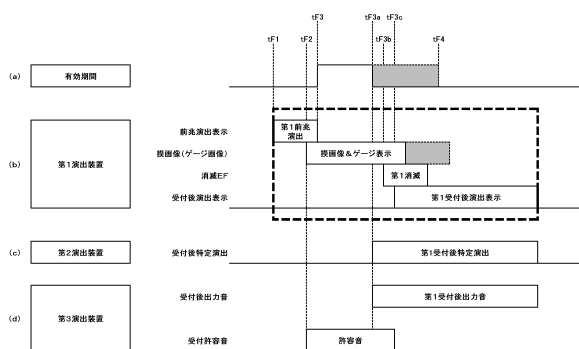 tF3 tF3a tF3c
tF1 tF2 tF3b tF4
(a) 有効期間
(b) 第1演出装置
前兆演出表示 第1前兆
演出
摸画像(ゲージ画像) 摸画像&ゲージ表示
消滅EF 第1消滅
受付後演出表示 第1受付後演出表示
(c) 第2演出装置 受付後特定演出 第1受付後特定演出
(d) 第3演出装置
受付後出力音 第1受付後出力音
受付許容音 許容音